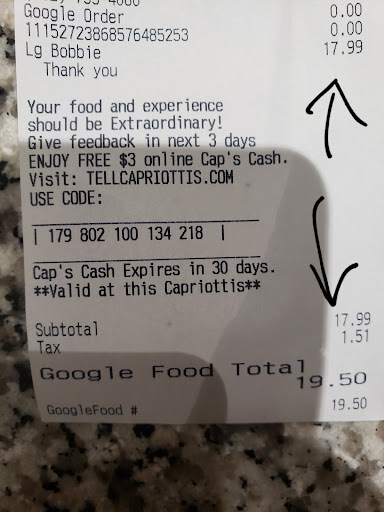 Google Order 0.00
11152723868576485253 0.00
Lg Bobbie 17.99
Thank you
Your food and experience
should be Extraordinary!
Give feedback in next 3 days
ENJOY FREE $3 online Cap's Cash.
Visit: TELLCAPRIOTTIS.COM
USE CODE:
| 179 802 100 134 218 |
Cap's Cash Expires in 30 days.
**Valid at this Capriottis**
Subtotal 17.99
Tax 1.51
Google Food Total
19.50
GoogleFood # 19.50